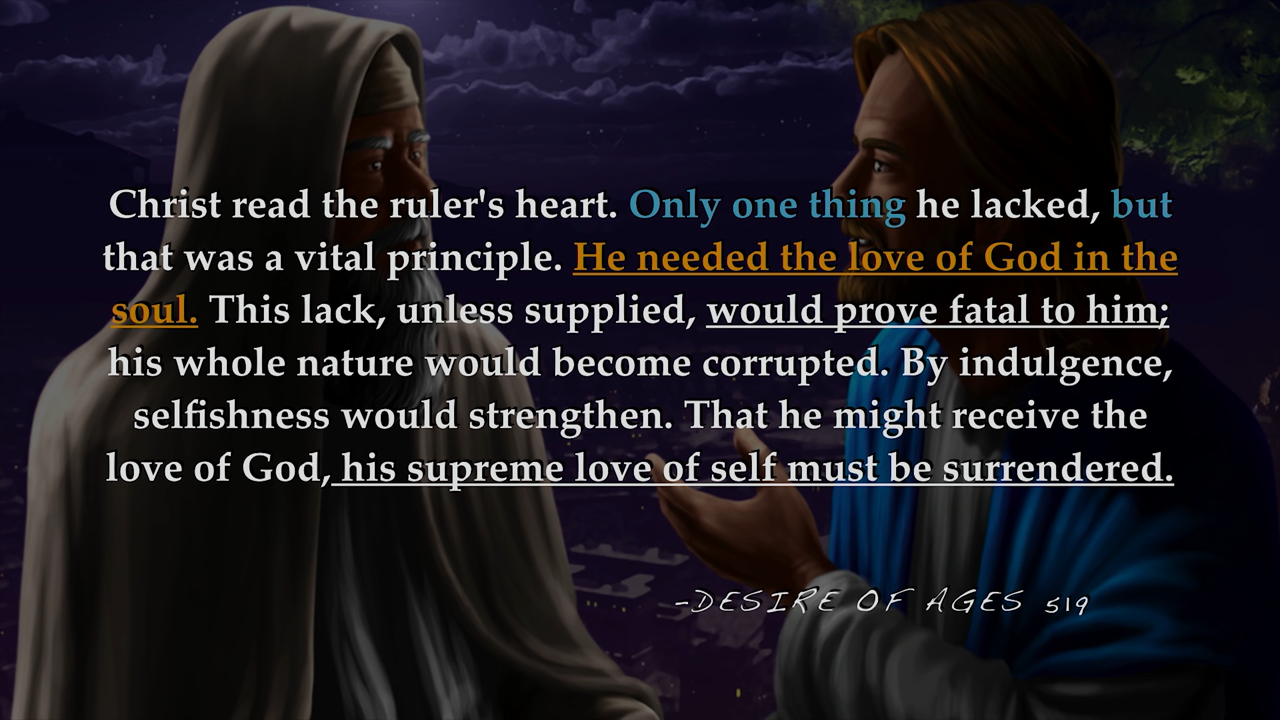 Christ read the ruler's heart. Only one thing he lacked, but
that was a vital principle. He needed the love of God in the
soul. This lack, unless supplied, would prove fatal to him;
his whole nature would become corrupted. By indulgence,
selfishness would strengthen. That he might receive the
love of God, his supreme love of self must be surrendered.
-DESIRE OF AGES 519